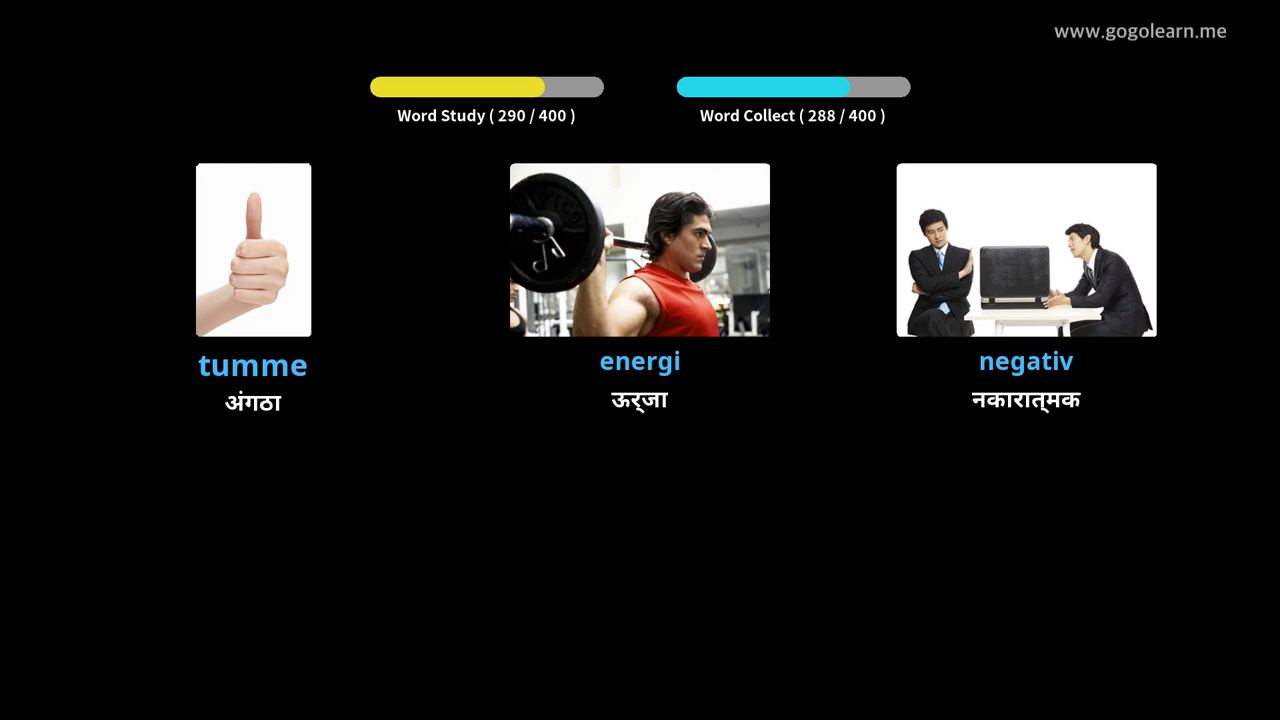 www.gogolearn.me
Word Study ( 290 / 400 )
Word Collect ( 288 / 400 )
tumme
energi
negativ
अंगठा
ऊर्‌जा
नकारात्‌मक